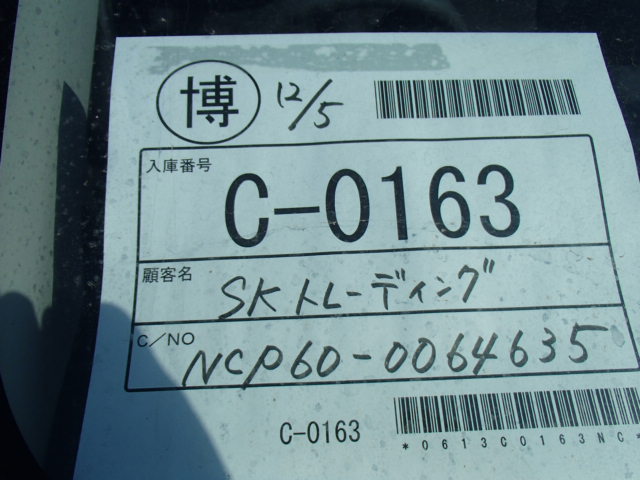 博 12/5
入庫番号
C-0163
顧客名
SKトレーディング
C/NO
NCP60-0064635
C-0163
*0613C0163NC*